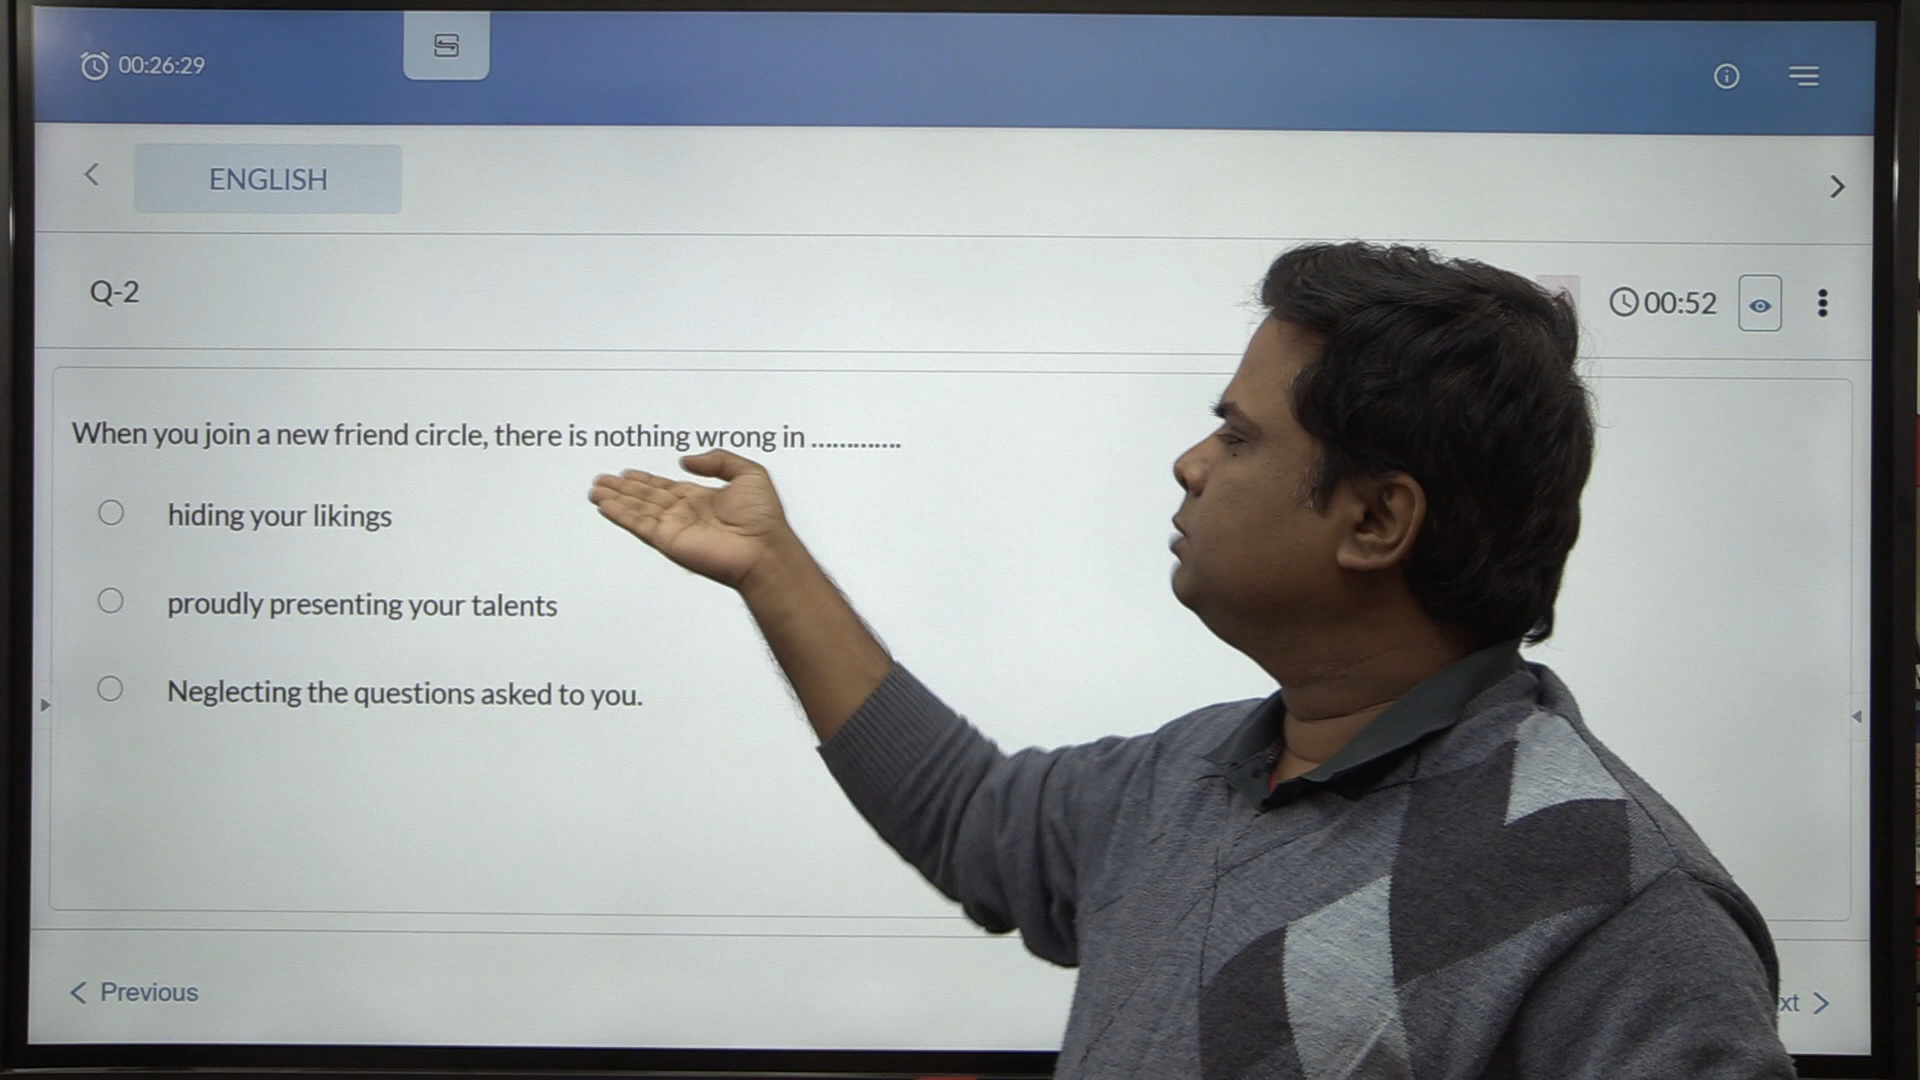 00:26:29
ENGLISH
Q-2
00:52
When you join a new friend circle, there is nothing wrong in .............
hiding your likings
proudly presenting your talents
Neglecting the questions asked to you.
Previous
xt